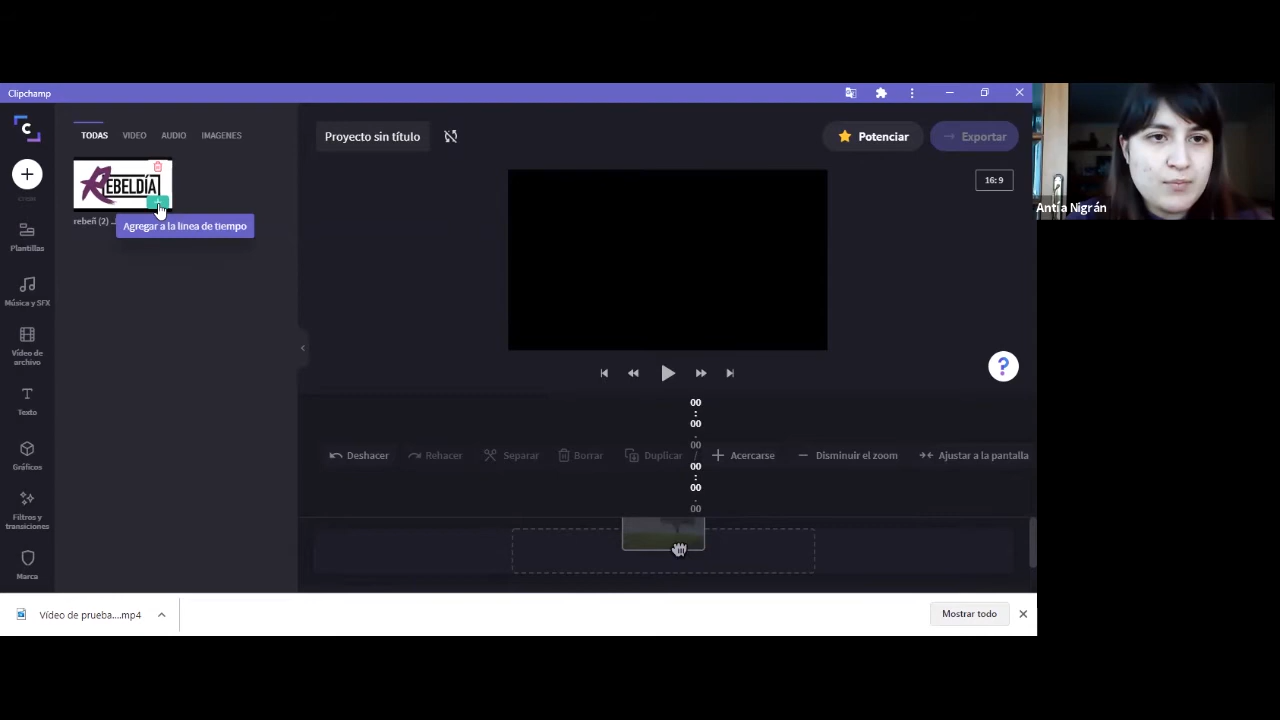 Clipchamp
TODAS VIDEO AUDIO IMAGENES
Proyecto sin título
Potenciar
Exportar
16:9
REBELDÍA
rebeñ (2) ...
Agregar a la línea de tiempo
Plantillas
Música y SFX
Vídeo de
archivo
Texto
Gráficos
Filtros y
transiciones
Marca
?
Antía Nigrán
00
:
00
.
00
/
00
:
00
.
00
Deshacer Rehacer Separar Borrar Duplicar Acercarse Disminuir el zoom Ajustar a la pantalla
Vídeo de prueba....mp4
Mostrar todo